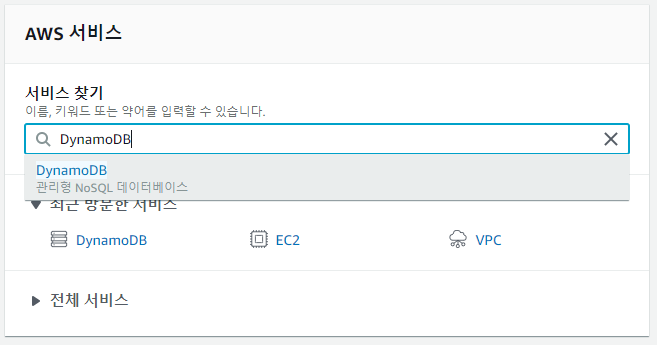 AWS 서비스
서비스 찾기
이름, 키워드 또는 약어를 입력할 수 있습니다.
DynamoDB
DynamoDB
관리형 NoSQL 데이터베이스
최근 방문한 서비스
DynamoDB
EC2
VPC
전체 서비스